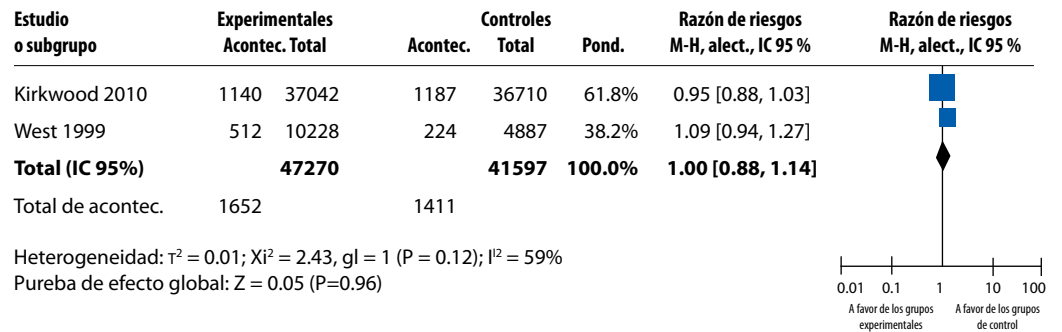 Estudio Experimentales Controles Razón de riesgos Razón de riesgos
o subgrupo Acontec. Total Acontec. Total Pond. M-H, alect., IC 95 % M-H, alect., IC 95 %
Kirkwood 2010 1140 37042 1187 36710 61.8% 0.95 [0.88, 1.03]
West 1999 512 10228 224 4887 38.2% 1.09 [0.94, 1.27]
Total (IC 95%) 47270 41597 100.0% 1.00 [0.88, 1.14]
Total de acontec. 1652 1411
Heterogeneidad: τ² = 0.01; Xi² = 2.43, gl = 1 (P = 0.12); I|² = 59%
Pureba de efecto global: Z = 0.05 (P=0.96)
0.01 0.1 1 10 100
A favor de los grupos A favor de los grupos
experimentales de control